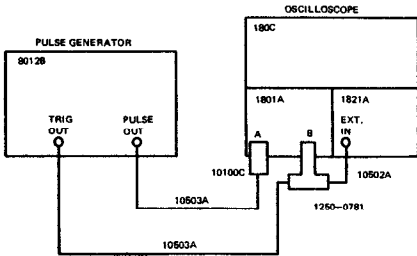 OSCILLOSCOPE
180C
PULSE GENERATOR
8012B
1801A
1821A
TRIG
OUT
PULSE
OUT
A
B
EXT.
IN
10100C
10502A
10503A
1250-0781
10503A